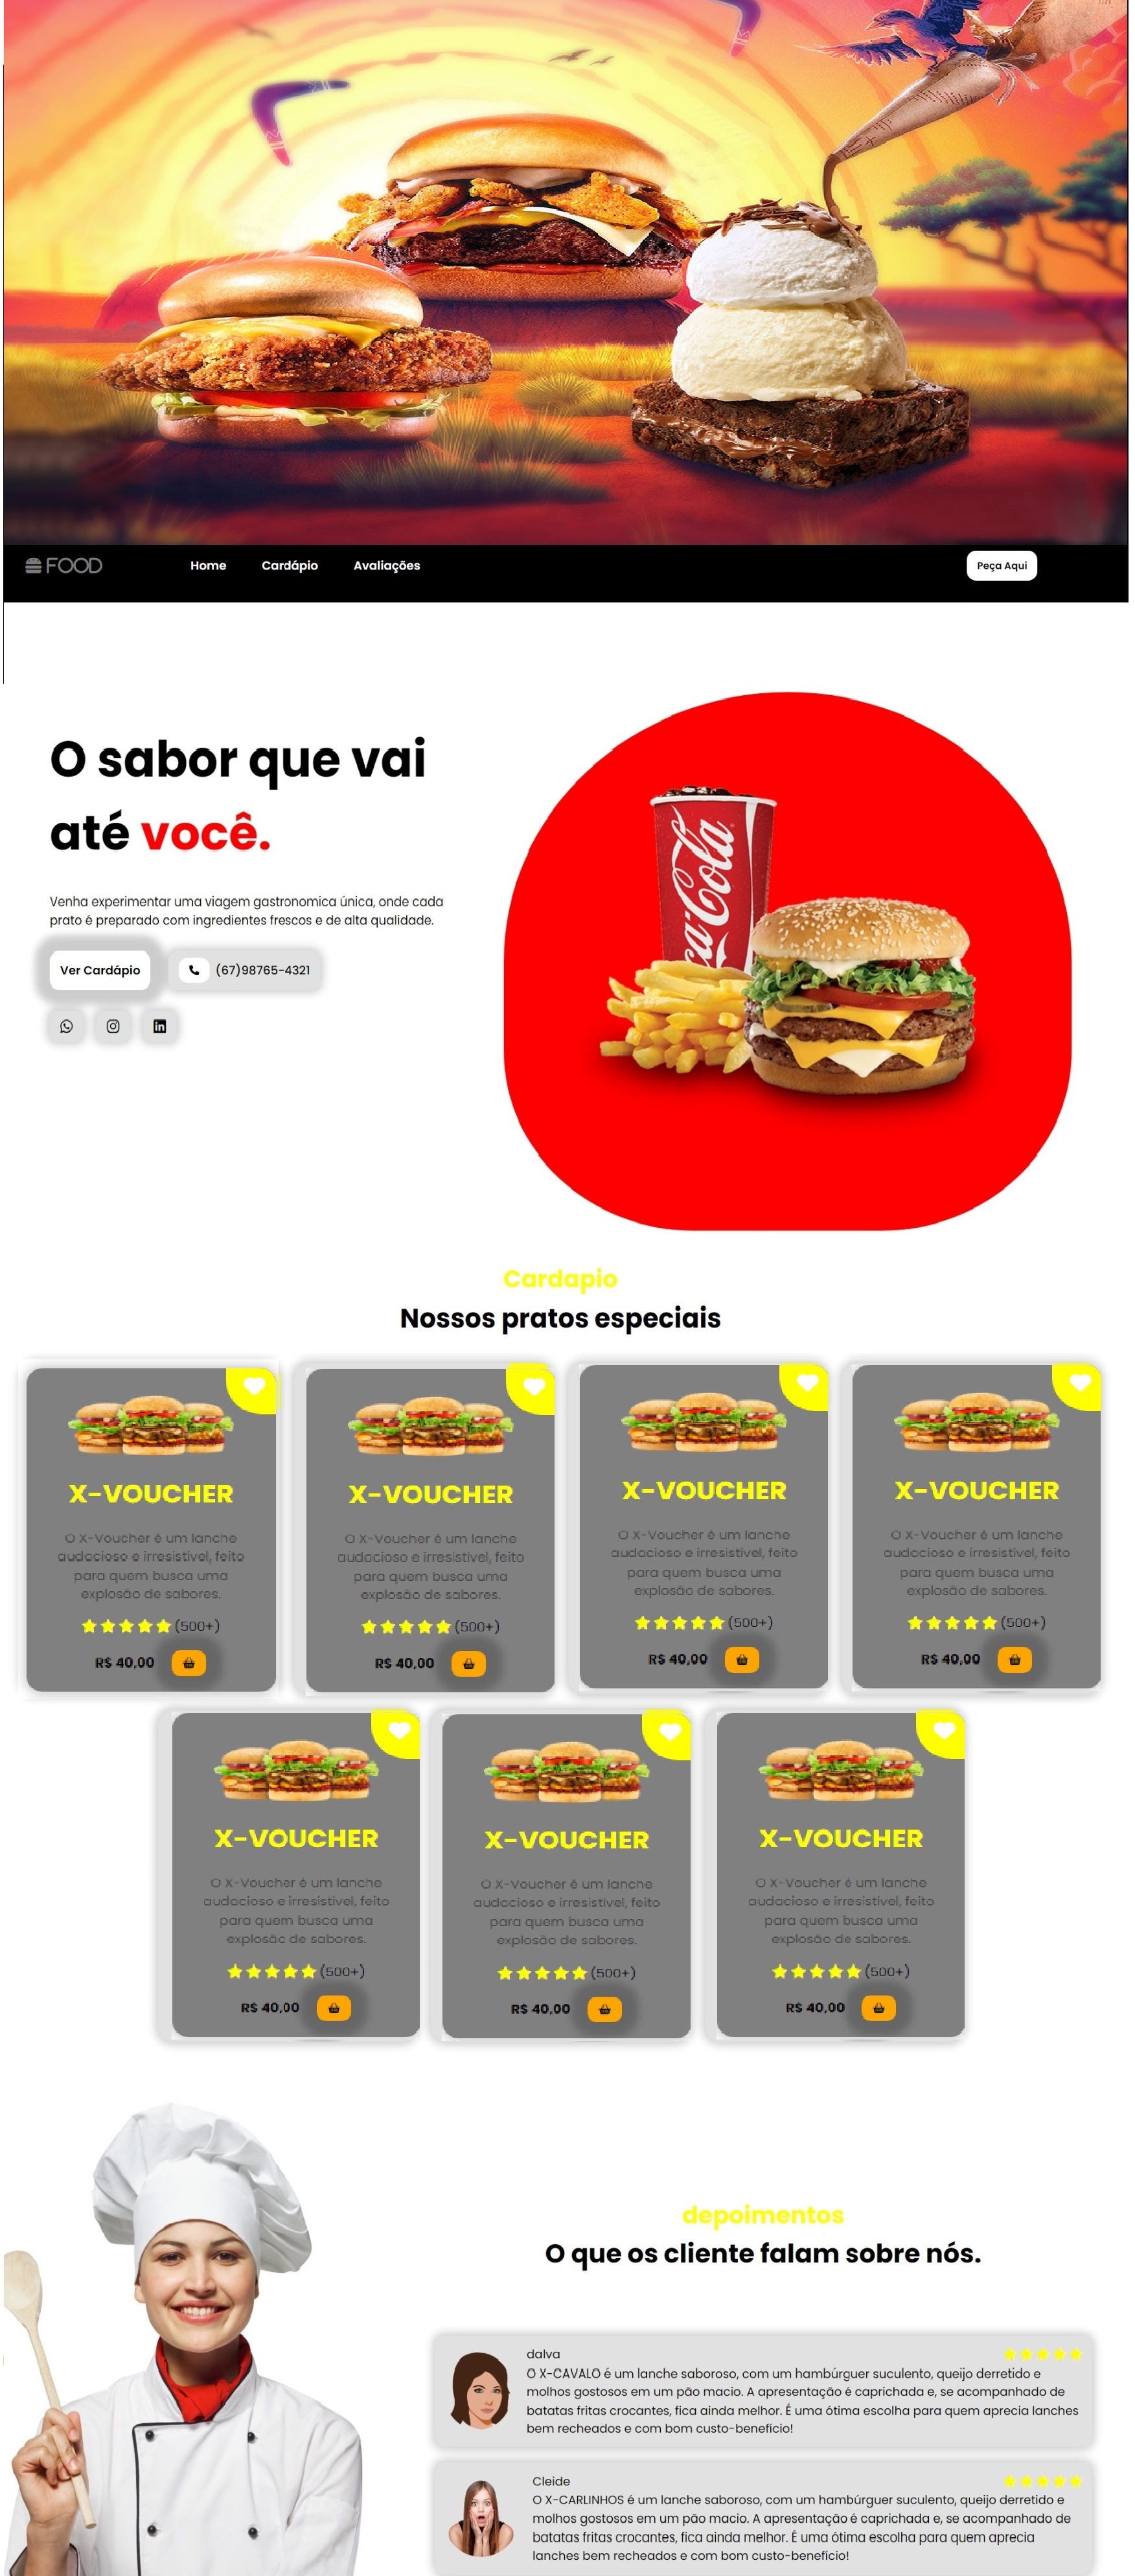 FOOD
Home
Cardápio
Avaliações
Peça Aqui
O sabor que vai
até você.
Venha experimentar uma viagem gastronomica única, onde cada
prato é preparado com ingredientes frescos e de alta qualidade.
Ver Cardápio
(67)98765-4321
ca-Cola
Cardapio
Nossos pratos especiais
X-VOUCHER
O X-Voucher é um lanche
audacioso e irresistivel, feito
para quem busca uma
explosão de sabores.
(500+)
R$ 40,00
X-VOUCHER
O X-Voucher é um lanche
audacioso e irresistivel, feito
para quem busca uma
explosão de sabores.
(500+)
R$ 40,00
X-VOUCHER
O X-Voucher é um lanche
audacioso e irresistivel, feito
para quem busca uma
explosão de sabores.
(500+)
R$ 40,00
X-VOUCHER
O X-Voucher é um lanche
audacioso e irresistivel, feito
para quem busca uma
explosão de sabores.
(500+)
R$ 40,00
X-VOUCHER
O X-Voucher é um lanche
audacioso e irresistivel, feito
para quem busca uma
explosão de sabores.
(500+)
R$ 40,00
X-VOUCHER
O X-Voucher é um lanche
audacioso e irresistivel, feito
para quem busca uma
explosão de sabores.
(500+)
R$ 40,00
X-VOUCHER
O X-Voucher é um lanche
audacioso e irresistivel, feito
para quem busca uma
explosão de sabores.
(500+)
R$ 40,00
depoimentos
O que os cliente falam sobre nós.
dalva
O X-CAVALO é um lanche saboroso, com um hambúrguer suculento, queijo derretido e
molhos gostosos em um pão macio. A apresentação é caprichada e, se acompanhado de
batatas fritas crocantes, fica ainda melhor. É uma ótima escolha para quem aprecia lanches
bem recheados e com bom custo-benefício!
Cleide
O X-CARLINHOS é um lanche saboroso, com um hambúrguer suculento, queijo derretido e
molhos gostosos em um pão macio. A apresentação é caprichada e, se acompanhado de
batatas fritas crocantes, fica ainda melhor. É uma ótima escolha para quem aprecia
lanches bem recheados e com bom custo-benefício!